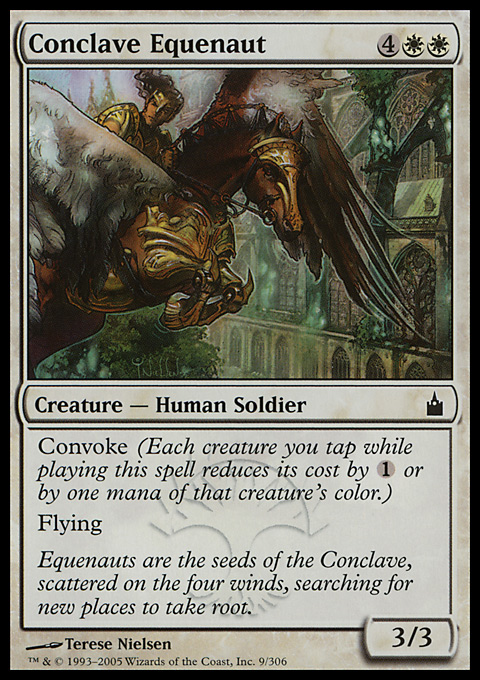 Conclave Equenaut 4
Creature — Human Soldier
Convoke (Each creature you tap while
playing this spell reduces its cost by 1 or
by one mana of that creature's color.)
Flying
Equenauts are the seeds of the Conclave,
scattered on the four winds, searching for
new places to take root.
Terese Nielsen
3/3
™ & © 1993–2005 Wizards of the Coast, Inc. 9/306